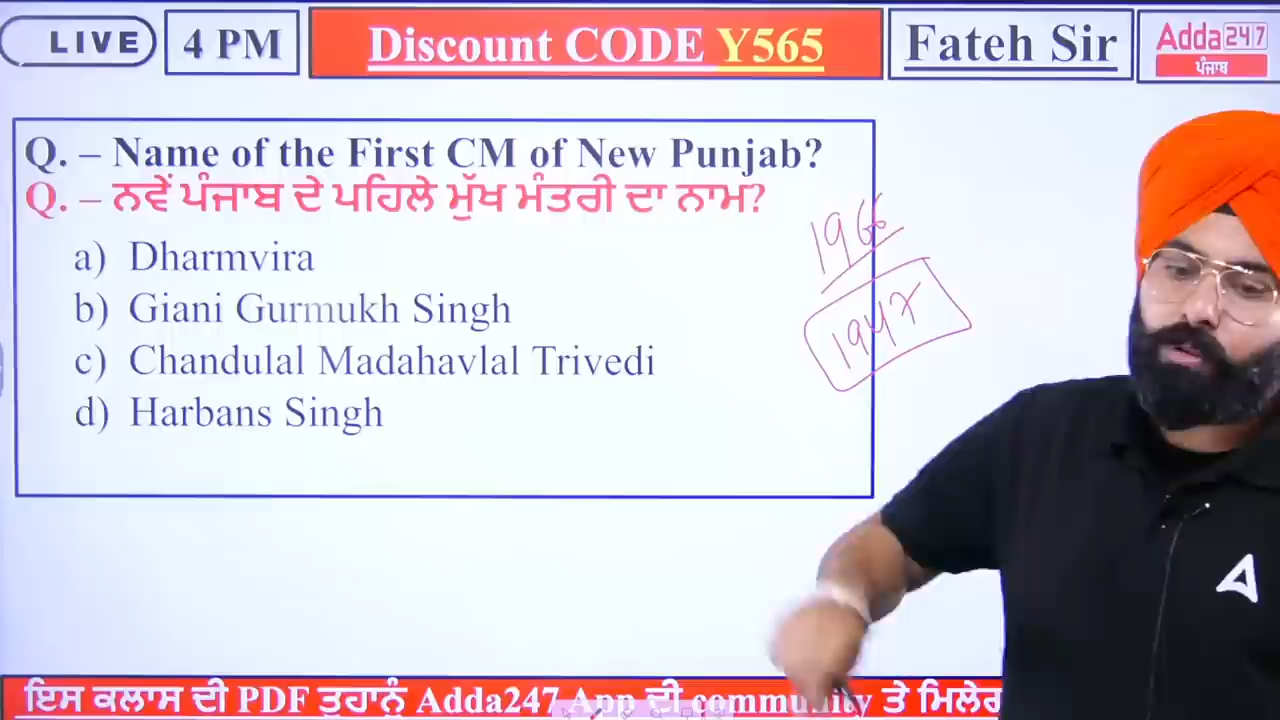 LIVE
4 PM
Discount CODE Y565
Fateh Sir
Adda247
ਪੰਜਾਬ
Q. – Name of the First CM of New Punjab?
Q. – ਨਵੇਂ ਪੰਜਾਬ ਦੇ ਪਹਿਲੇ ਮੁੱਖ ਮੰਤਰੀ ਦਾ ਨਾਮ?
a) Dharmvira
b) Giani Gurmukh Singh
c) Chandulal Madahavlal Trivedi
d) Harbans Singh
1966
1947
ਇਸ ਕਲਾਸ ਦੀ PDF ਤੁਹਾਨੂੰ Adda247 App ਦੀ community ਤੇ